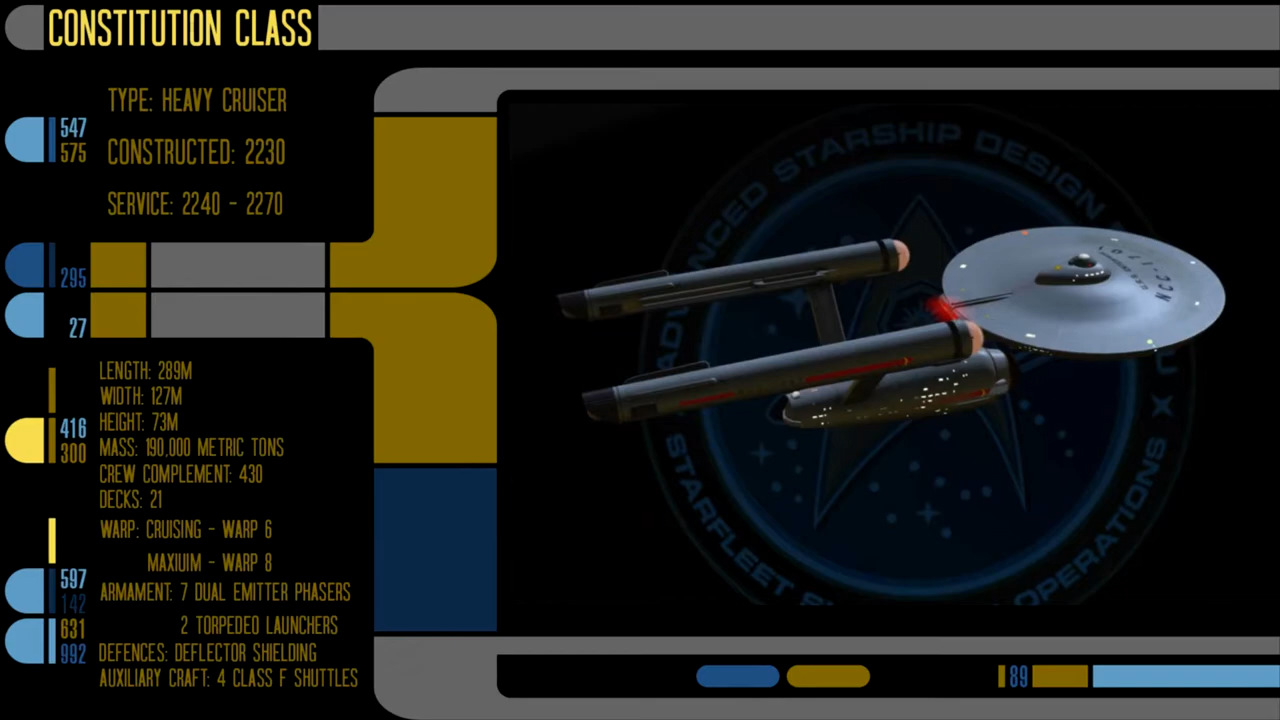 CONSTITUTION CLASS
TYPE: HEAVY CRUISER
547
575
CONSTRUCTED: 2230
SERVICE: 2240 - 2270
295
27
LENGTH: 289M
WIDTH: 127M
HEIGHT: 73M
416
300
MASS: 190,000 METRIC TONS
CREW COMPLEMENT: 430
DECKS: 21
WARP: CRUISING - WARP 6
MAXIUIM - WARP 8
597
142
ARMAMENT: 7 DUAL EMITTER PHASERS
631
992
2 TORPEDEO LAUNCHERS
DEFENCES: DEFLECTOR SHIELDING
AUXILIARY CRAFT: 4 CLASS F SHUTTLES
STARSHIP DESIGN
STARFLEET
OPERATIONS
NCC-170
89